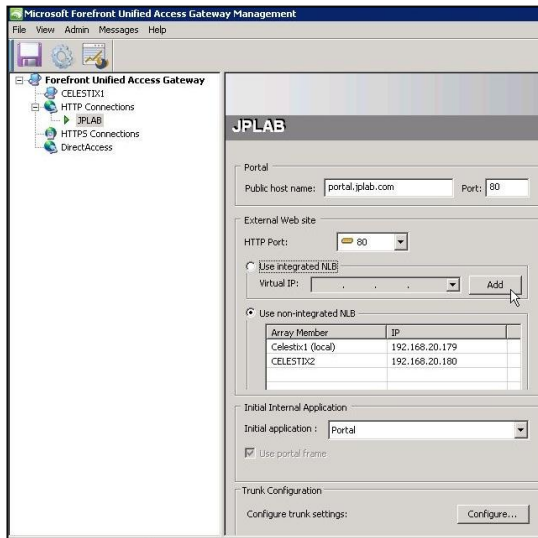 Microsoft Forefront Unified Access Gateway Management
File View Admin Messages Help
Forefront Unified Access Gateway
CELESTIX1
HTTP Connections
JPLAB
HTTPS Connections
DirectAccess
JPLAB
Portal
Public host name: portal.jplab.com Port: 80
External Web site
HTTP Port: 80
Use integrated NLB
Virtual IP: . . . Add
Use non-integrated NLB
Array Member IP
Celestix1 (local) 192.168.20.179
CELESTIX2 192.168.20.180
Initial Internal Application
Initial application : Portal
Use portal frame
Trunk Configuration
Configure trunk settings: Configure...